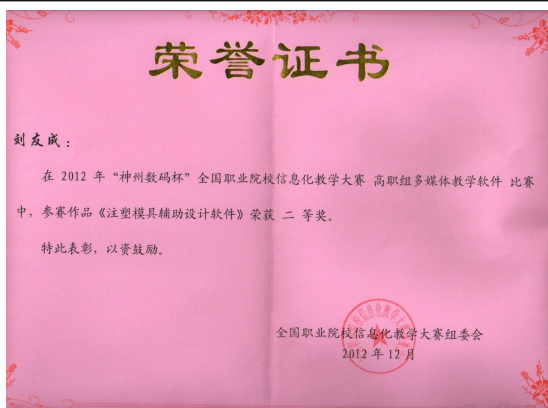 荣誉证书
刘友成：
在 2012 年“神州数码杯”全国职业院校信息化教学大赛 高职组多媒体教学软件 比赛
中，参赛作品《注塑模具辅助设计软件》荣获 二 等奖。
特此表彰，以资鼓励。
全国职业院校信息化教学大赛组委会
2012 年 12 月